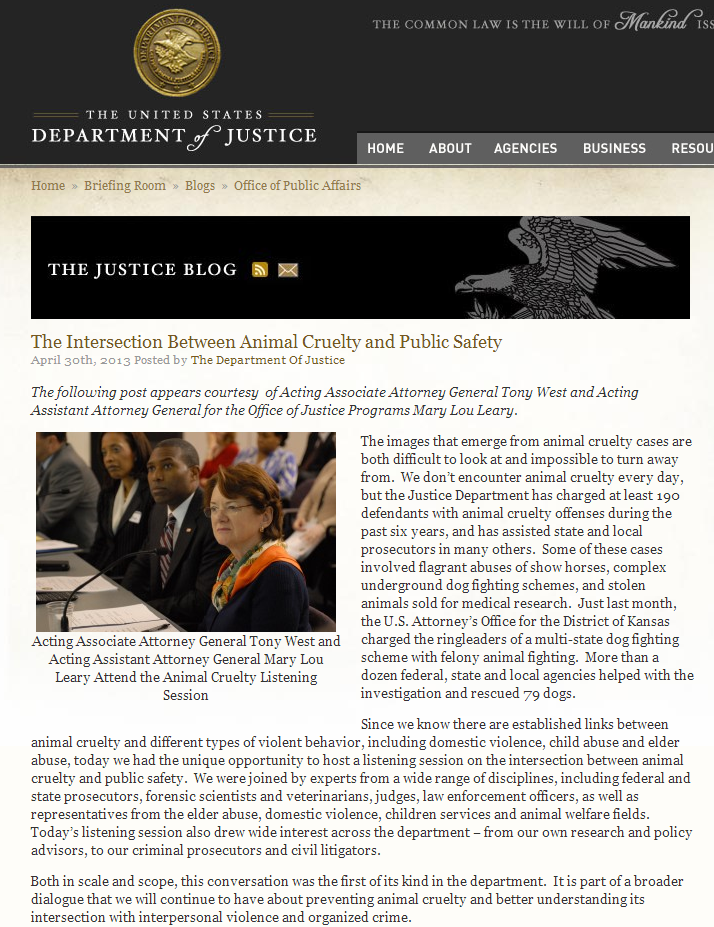 THE COMMON LAW IS THE WILL OF Mankind ISS
DEPARTMENT OF JUSTICE
THE UNITED STATES
DEPARTMENT of JUSTICE
HOME ABOUT AGENCIES BUSINESS RESOU
Home » Briefing Room » Blogs » Office of Public Affairs
THE JUSTICE BLOG
The Intersection Between Animal Cruelty and Public Safety
April 30th, 2013 Posted by The Department Of Justice
The following post appears courtesy of Acting Associate Attorney General Tony West and Acting
Assistant Attorney General for the Office of Justice Programs Mary Lou Leary.
Acting Associate Attorney General Tony West and
Acting Assistant Attorney General Mary Lou
Leary Attend the Animal Cruelty Listening
Session
The images that emerge from animal cruelty cases are
both difficult to look at and impossible to turn away
from. We don't encounter animal cruelty every day,
but the Justice Department has charged at least 190
defendants with animal cruelty offenses during the
past six years, and has assisted state and local
prosecutors in many others. Some of these cases
involved flagrant abuses of show horses, complex
underground dog fighting schemes, and stolen
animals sold for medical research. Just last month,
the U.S. Attorney's Office for the District of Kansas
charged the ringleaders of a multi-state dog fighting
scheme with felony animal fighting. More than a
dozen federal, state and local agencies helped with the
investigation and rescued 79 dogs.
Since we know there are established links between
animal cruelty and different types of violent behavior, including domestic violence, child abuse and elder
abuse, today we had the unique opportunity to host a listening session on the intersection between animal
cruelty and public safety. We were joined by experts from a wide range of disciplines, including federal and
state prosecutors, forensic scientists and veterinarians, judges, law enforcement officers, as well as
representatives from the elder abuse, domestic violence, children services and animal welfare fields.
Today's listening session also drew wide interest across the department – from our own research and policy
advisors, to our criminal prosecutors and civil litigators.
Both in scale and scope, this conversation was the first of its kind in the department. It is part of a broader
dialogue that we will continue to have about preventing animal cruelty and better understanding its
intersection with interpersonal violence and organized crime.